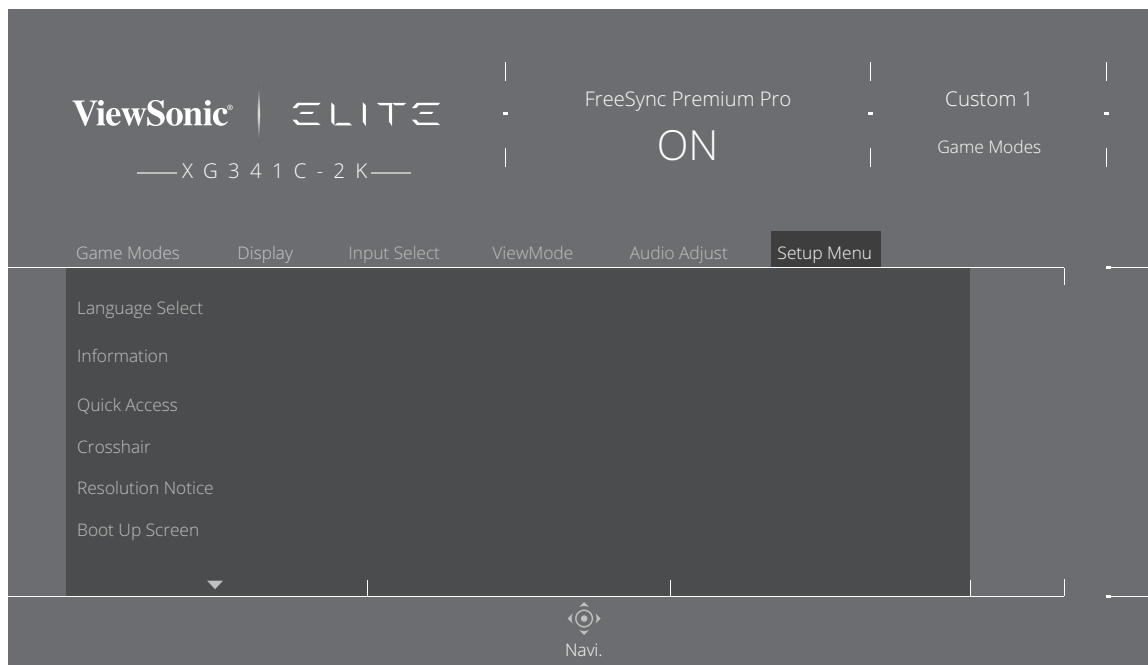 ViewSonic® ELITE
XG341C-2K
FreeSync Premium Pro
ON
Custom 1
Game Modes
Game Modes Display Input Select ViewMode Audio Adjust Setup Menu
Language Select
Information
Quick Access
Crosshair
Resolution Notice
Boot Up Screen
Navi.